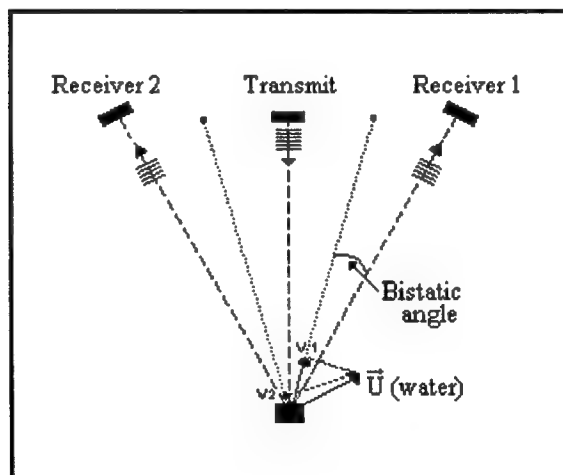 Receiver 2
Transmit
Receiver 1
Bistatic
angle
V1
V2
U (water)